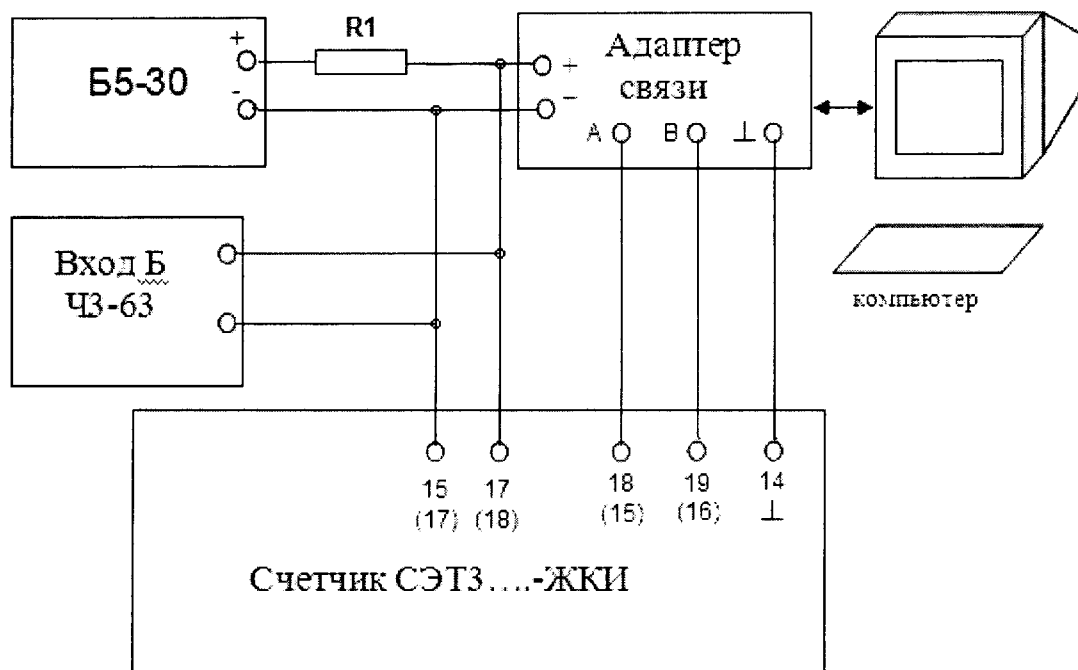 R1
Б5-30
+
-
Адаптер
связи
+
−
А
В
⊥
Вход Б
Ч3-63
компьютер
15
17
18
19
14
(17)
(18)
(15)
(16)
⊥
Счетчик СЭТ3....-ЖКИ